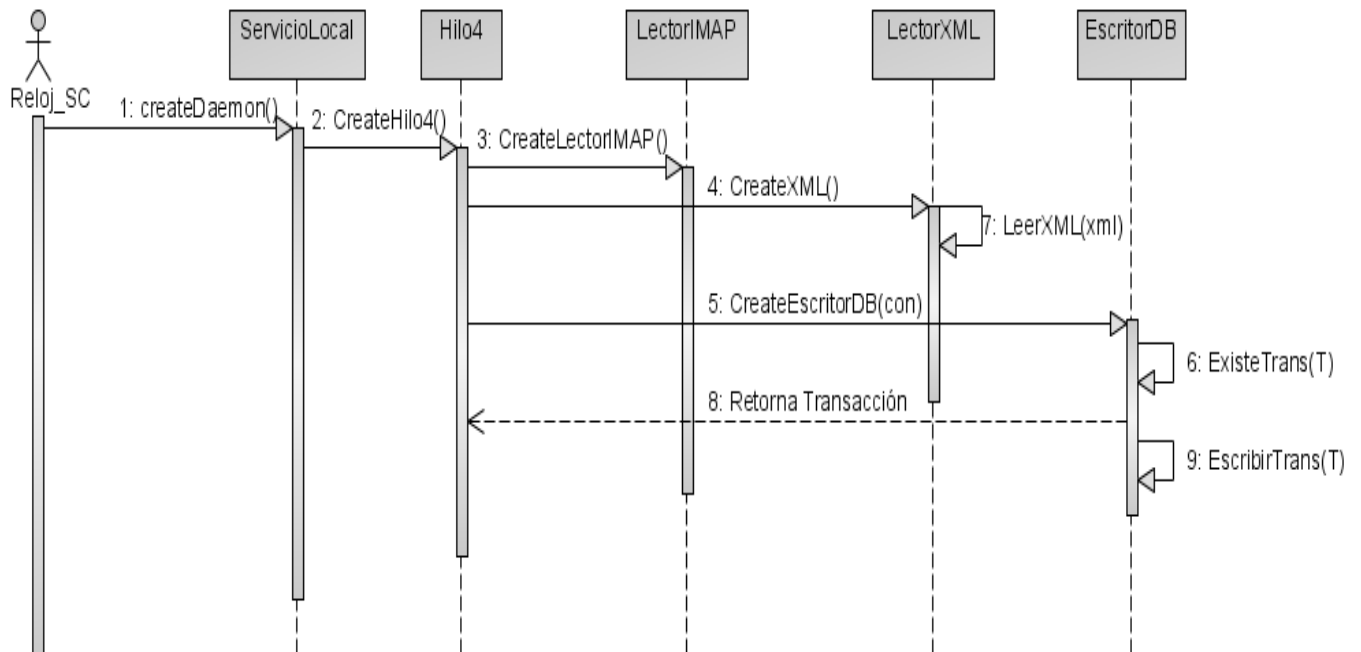 ServicioLocal
Hilo4
LectorIMAP
LectorXML
EscritorDB
Reloj_SC
1: createDaemon()
2: CreateHilo4()
3: CreateLectorIMAP()
4: CreateXML()
7: LeerXML(xml)
5: CreateEscritorDB(con)
6: ExisteTrans(T)
8: Retorna Transacción
9: EscribirTrans(T)